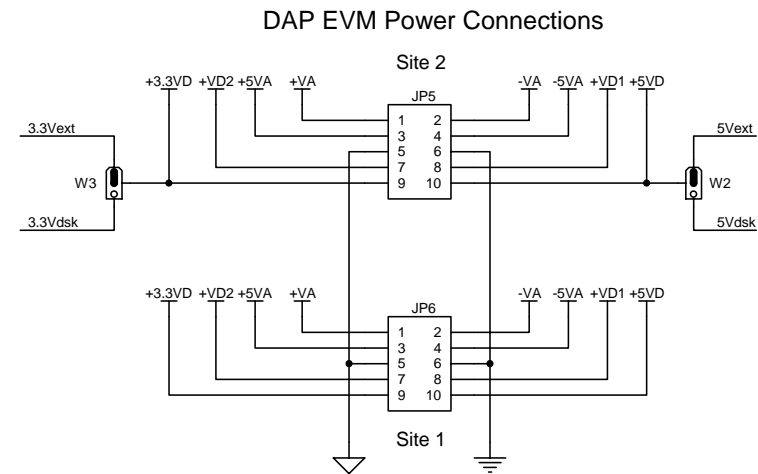 DAP EVM Power Connections
Site 2
+3.3VD +VD2 +5VA +VA
-VA -5VA +VD1 +5VD
JP5
1 2
3 4
5 6
7 8
9 10
3.3Vext
5Vext
W3
W2
3.3Vdsk
5Vdsk
+3.3VD +VD2 +5VA +VA
-VA -5VA +VD1 +5VD
JP6
1 2
3 4
5 6
7 8
9 10
Site 1